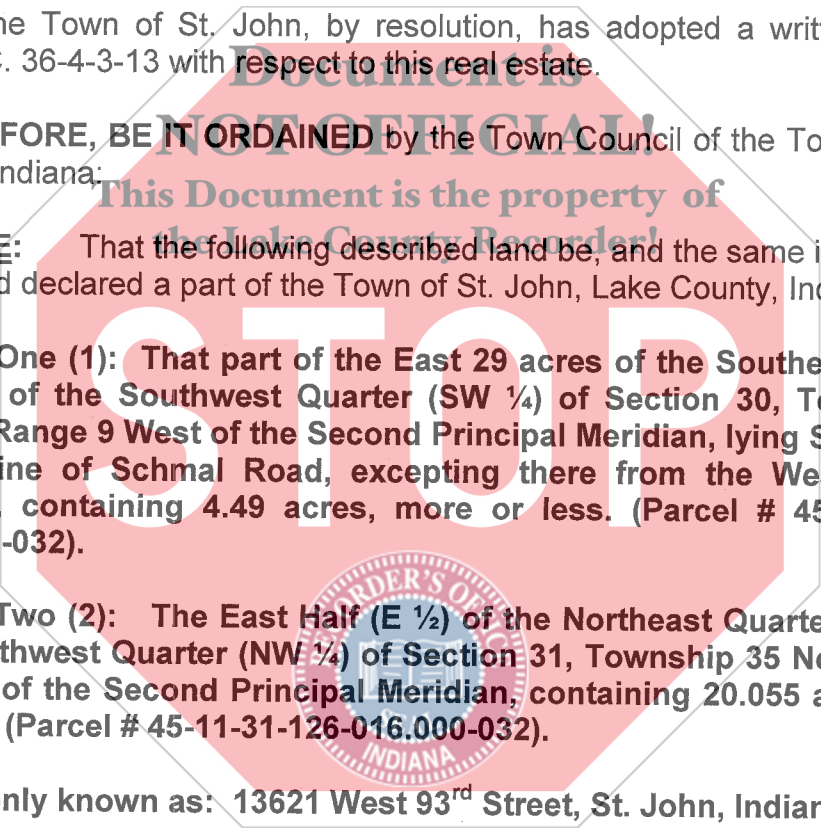 he Town of St. John, by resolution, has adopted a writ
C. 36-4-3-13 with respect to this real estate.
Document is
FORE, BE IT ORDAINED by the Town Council of the To
NOT OFFICIAL!
ndiana:
This Document is the property of
the Lake County Recorder!
E: That the following described land be, and the same i
d declared a part of the Town of St. John, Lake County, Ind
STOP
One (1): That part of the East 29 acres of the Southe
of the Southwest Quarter (SW ¼) of Section 30, T
Range 9 West of the Second Principal Meridian, lying S
ine of Schmal Road, excepting there from the We
, containing 4.49 acres, more or less. (Parcel # 45
-032).
RECORDER'S OFFICE
Two (2): The East Half (E ½) of the Northeast Quarte
thwest Quarter (NW ¼) of Section 31, Township 35 No
of the Second Principal Meridian, containing 20.055 a
(Parcel # 45-11-31-126-016.000-032).
INDIANA
nly known as: 13621 West 93rd Street, St. John, Indian